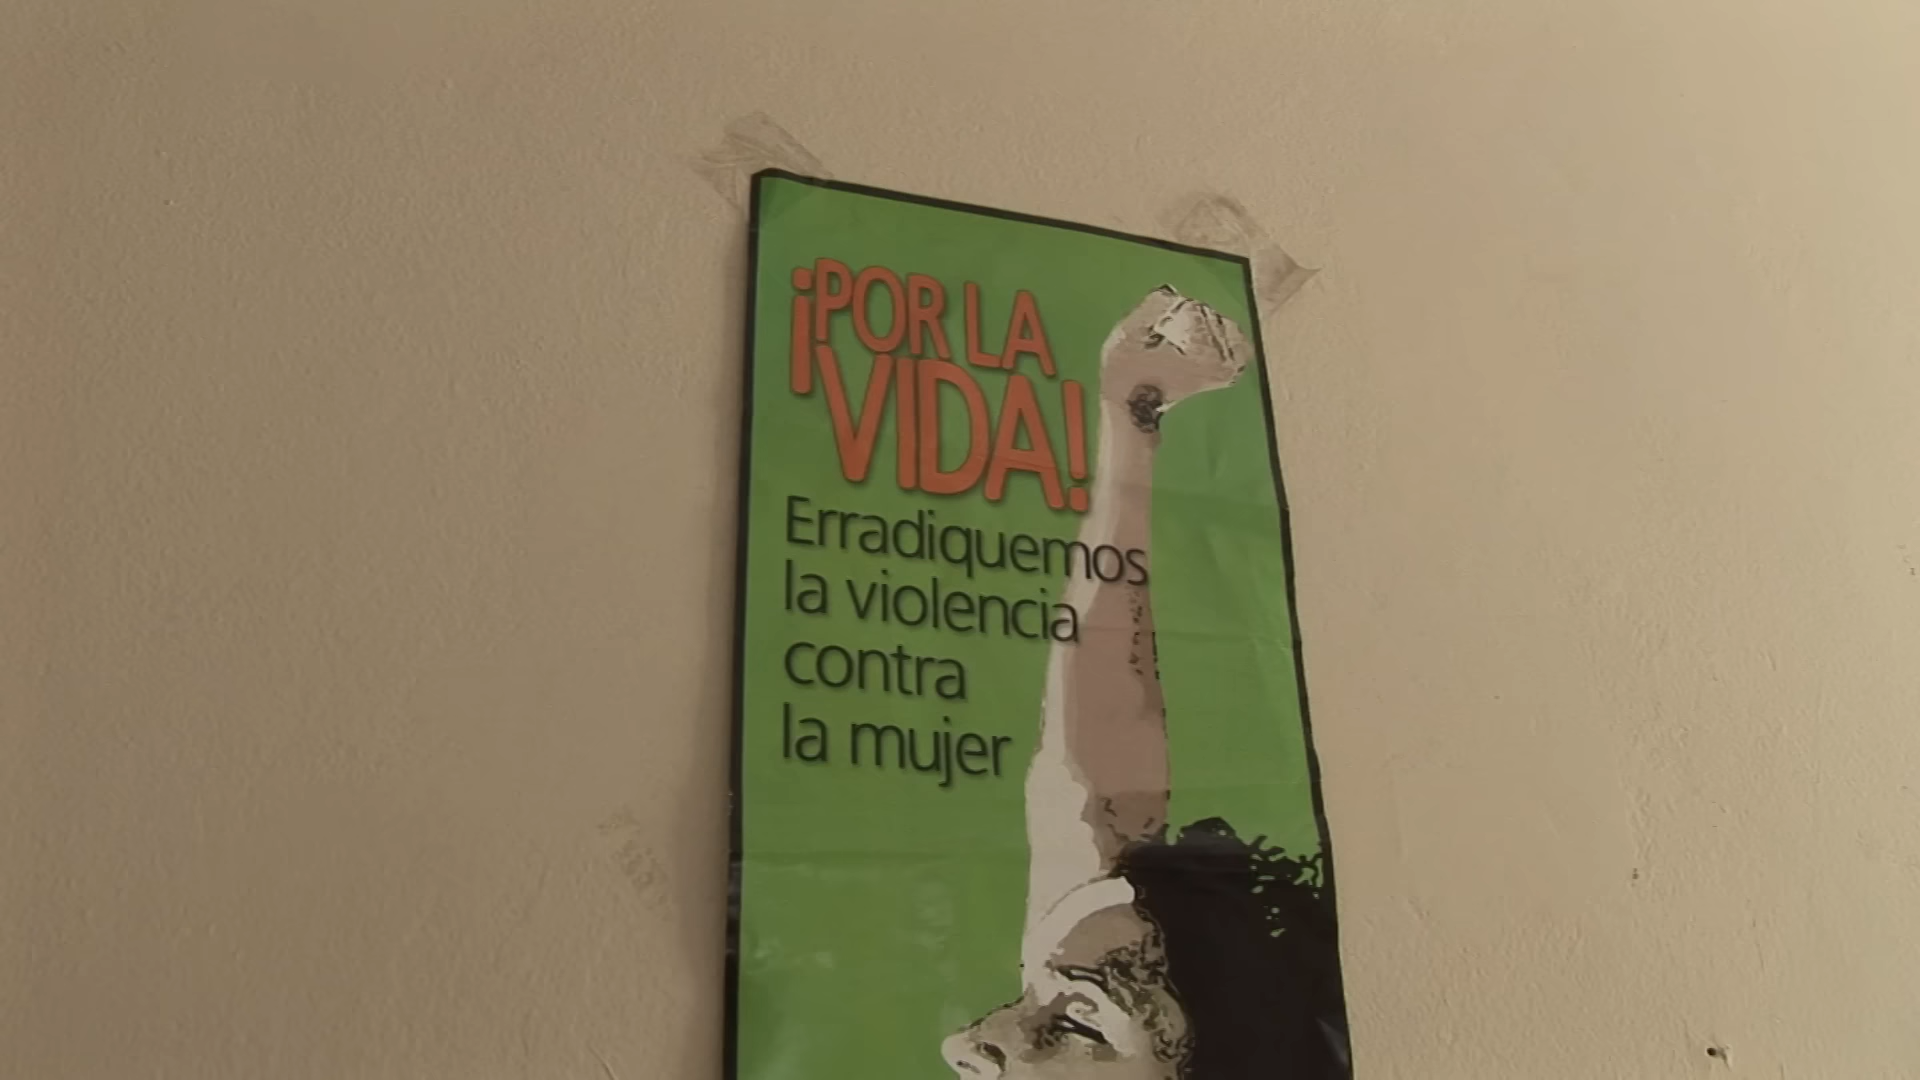 ¡POR LA
VIDA!
Erradiquemos
la violencia
contra
la mujer